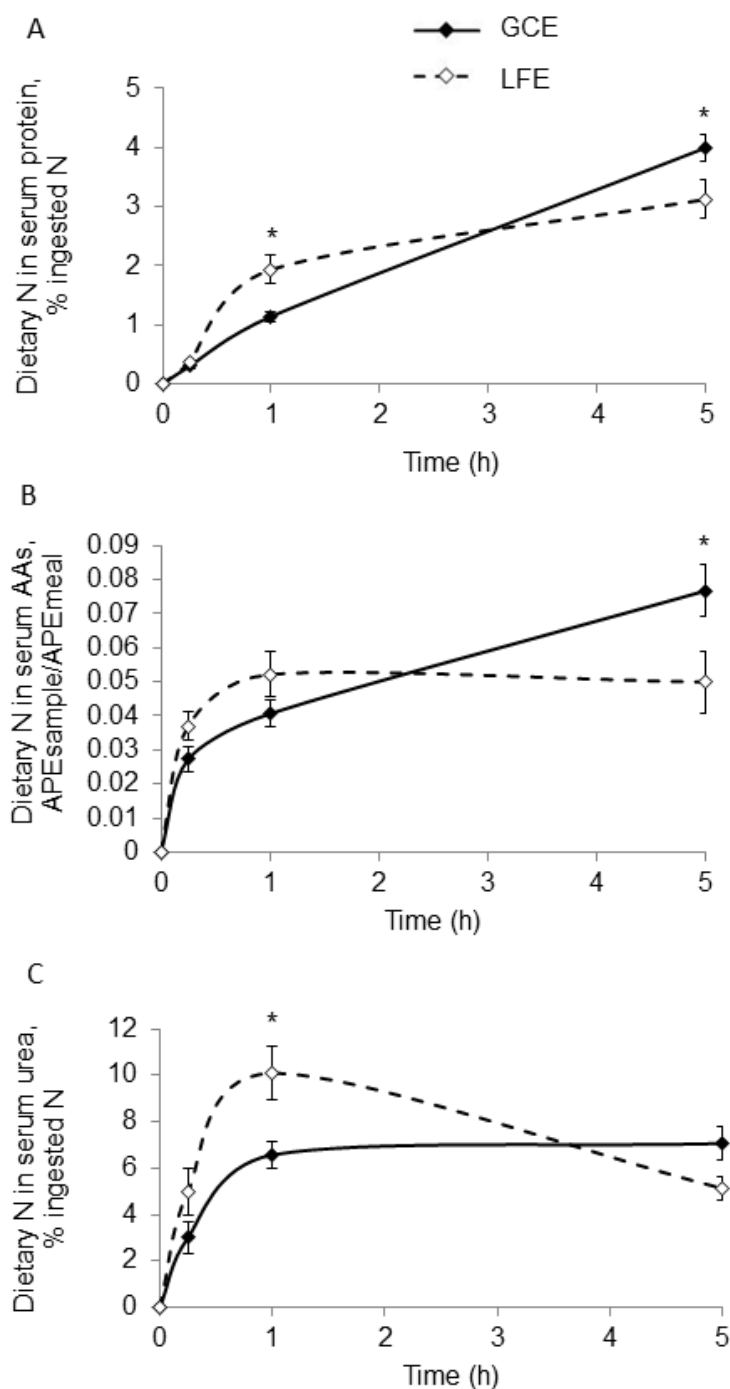 A
GCE
LFE
Dietary N in serum protein,
% ingested N
5
4
3
2
1
0
*
*
0 1 2 3 4 5
Time (h)
B
Dietary N in serum AAs,
APEsample/APEmeal
0.09
0.08
0.07
0.06
0.05
0.04
0.03
0.02
0.01
0
*
0 1 2 3 4 5
Time (h)
C
Dietary N in serum urea,
% ingested N
12
10
8
6
4
2
0
*
0 1 2 3 4 5
Time (h)